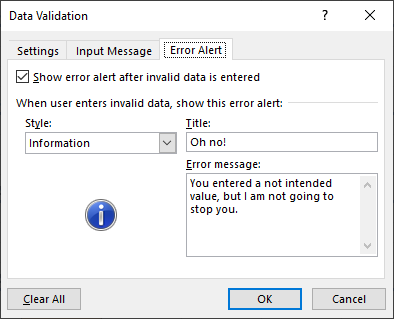 Data Validation ? ×
Settings Input Message Error Alert
Show error alert after invalid data is entered
When user enters invalid data, show this error alert:
Style: Title:
Information Oh no!
Error message:
You entered a not intended
value, but I am not going to
stop you.
Clear All OK Cancel